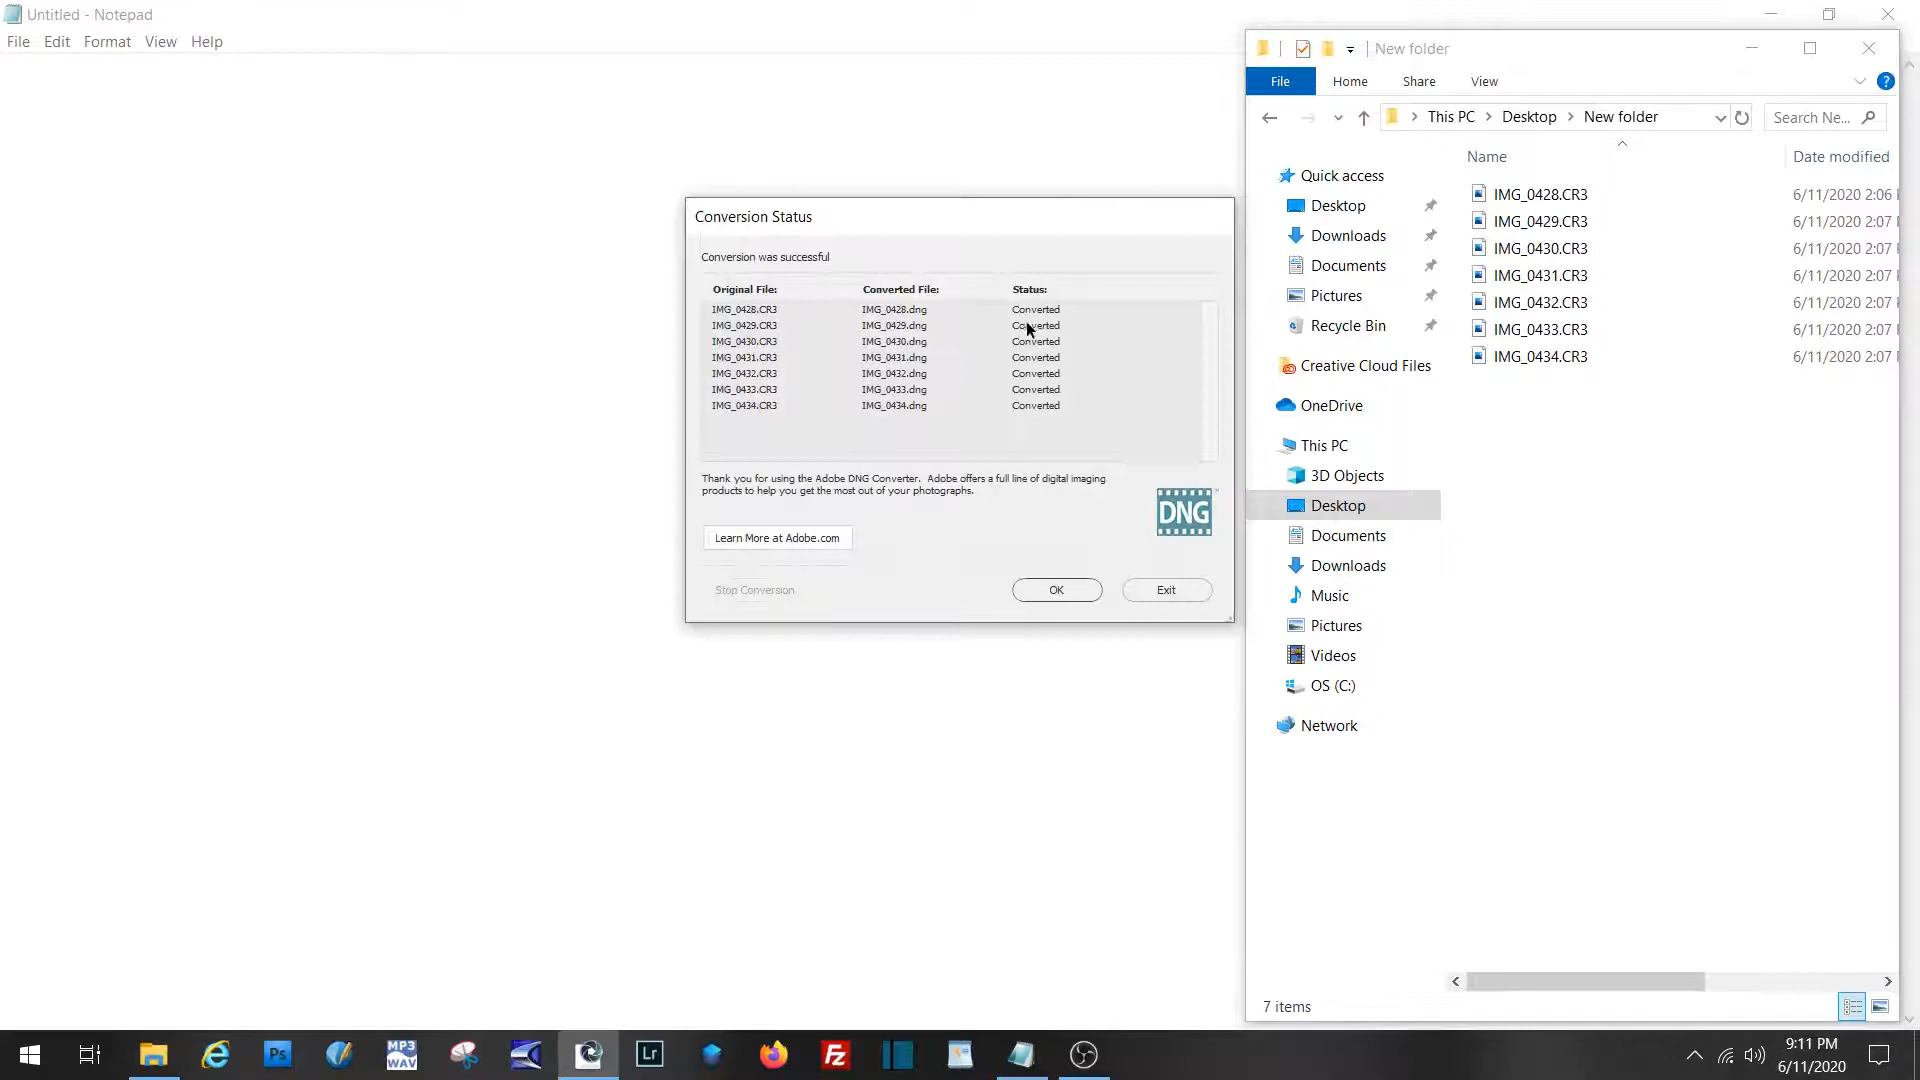 Untitled - Notepad
File Edit Format View Help
New folder
File Home Share View
This PC Desktop New folder
Search Ne...
Name Date modified
Quick access
Desktop
Downloads
Documents
Pictures
Recycle Bin
Creative Cloud Files
OneDrive
This PC
3D Objects
Desktop
Documents
Downloads
Music
Pictures
Videos
OS (C:)
Network
IMG_0428.CR3 6/11/2020 2:06
IMG_0429.CR3 6/11/2020 2:07
IMG_0430.CR3 6/11/2020 2:07
IMG_0431.CR3 6/11/2020 2:07
IMG_0432.CR3 6/11/2020 2:07
IMG_0433.CR3 6/11/2020 2:07
IMG_0434.CR3 6/11/2020 2:07
7 items
Conversion Status
Conversion was successful
Original File: Converted File: Status:
IMG_0428.CR3 IMG_0428.dng Converted
IMG_0429.CR3 IMG_0429.dng Converted
IMG_0430.CR3 IMG_0430.dng Converted
IMG_0431.CR3 IMG_0431.dng Converted
IMG_0432.CR3 IMG_0432.dng Converted
IMG_0433.CR3 IMG_0433.dng Converted
IMG_0434.CR3 IMG_0434.dng Converted
Thank you for using the Adobe DNG Converter. Adobe offers a full line of digital imaging
products to help you get the most out of your photographs.
DNG
Learn More at Adobe.com
Stop Conversion OK Exit
Ps
MP3
WAV
Lr
Fz
9:11 PM
6/11/2020